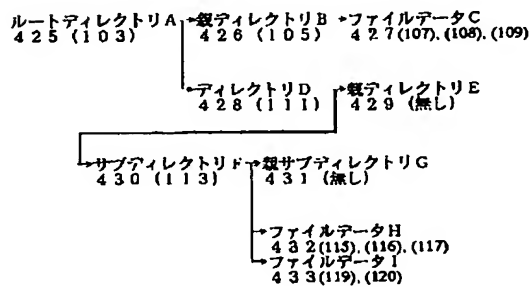 ルートディレクトリA 親ディレクトリB ファイルデータC
425(103) 426(105) 427(107),(108),(109)
ディレクトリD 親ディレクトリE
428(111) 429(無し)
サブディレクトリF 親サブディレクトリG
430(113) 431(無し)
ファイルデータH
432(115),(116),(117)
ファイルデータI
433(119),(120)